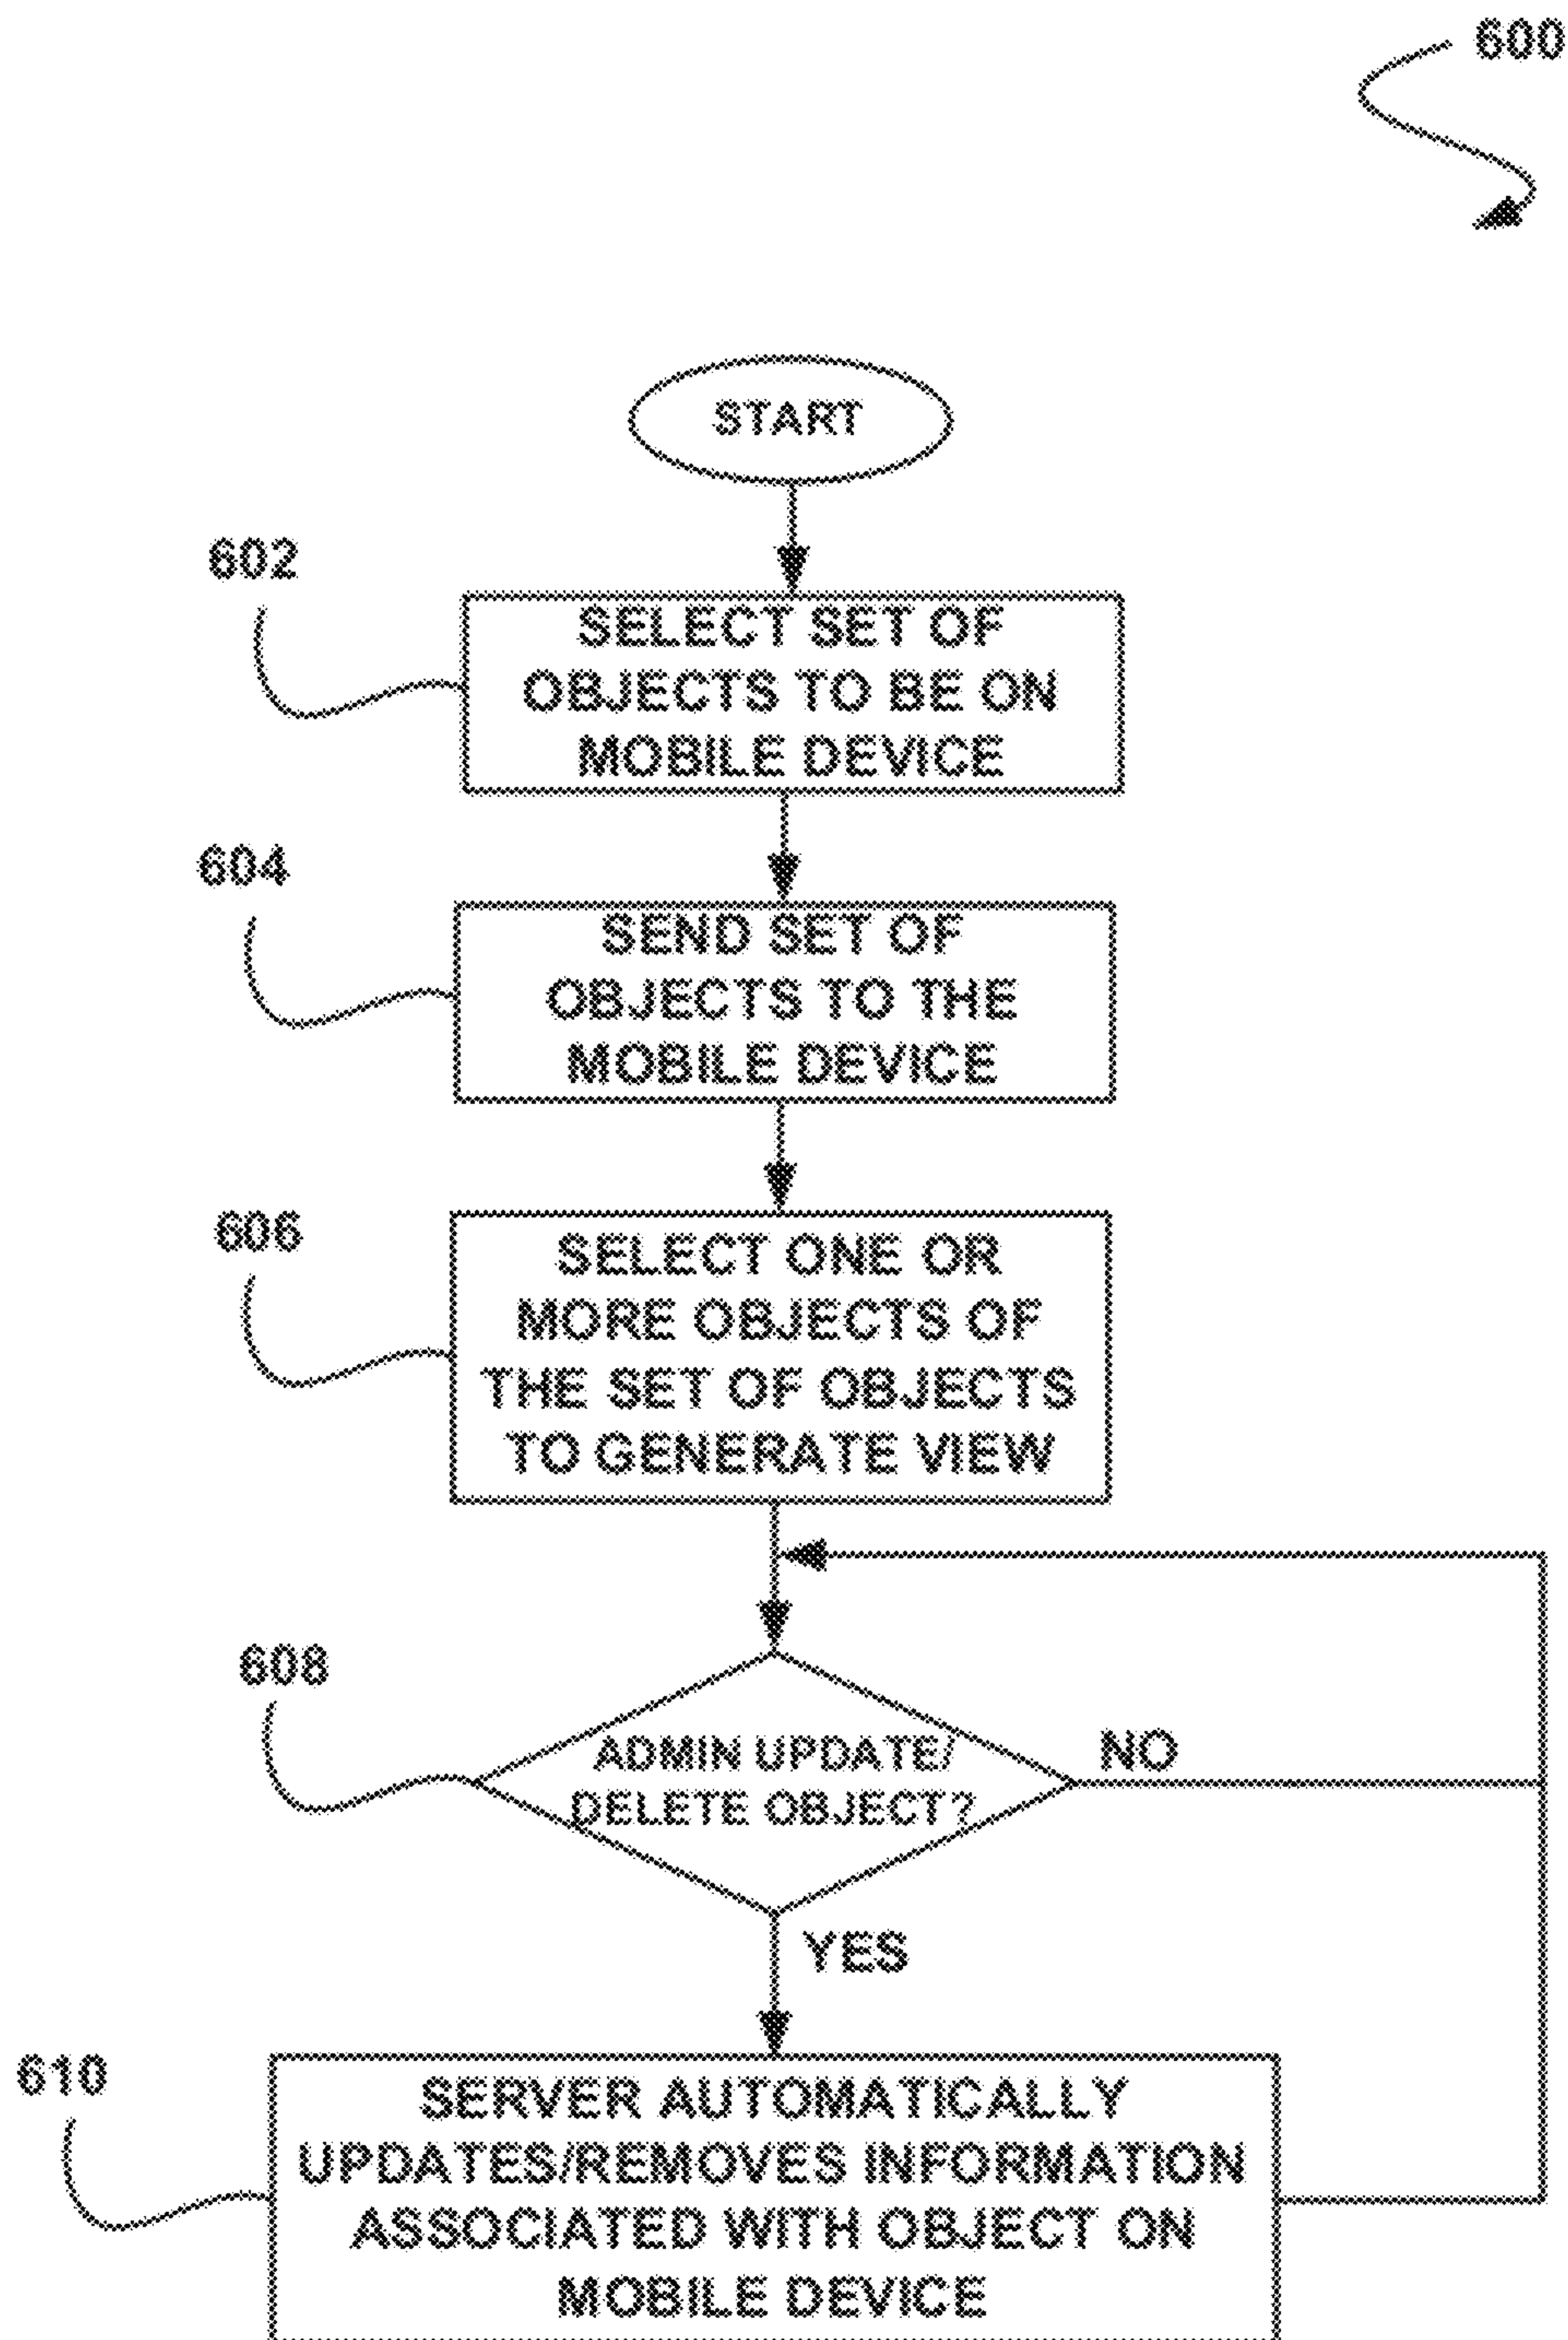 600
START
602
SELECT SET OF
OBJECTS TO BE ON
MOBILE DEVICE
604
SEND SET OF
OBJECTS TO THE
MOBILE DEVICE
606
SELECT ONE OR
MORE OBJECTS OF
THE SET OF OBJECTS
TO GENERATE VIEW
608
ADMIN UPDATE/
DELETE OBJECT?
NO
YES
610
SERVER AUTOMATICALLY
UPDATES/REMOVES INFORMATION
ASSOCIATED WITH OBJECT ON
MOBILE DEVICE